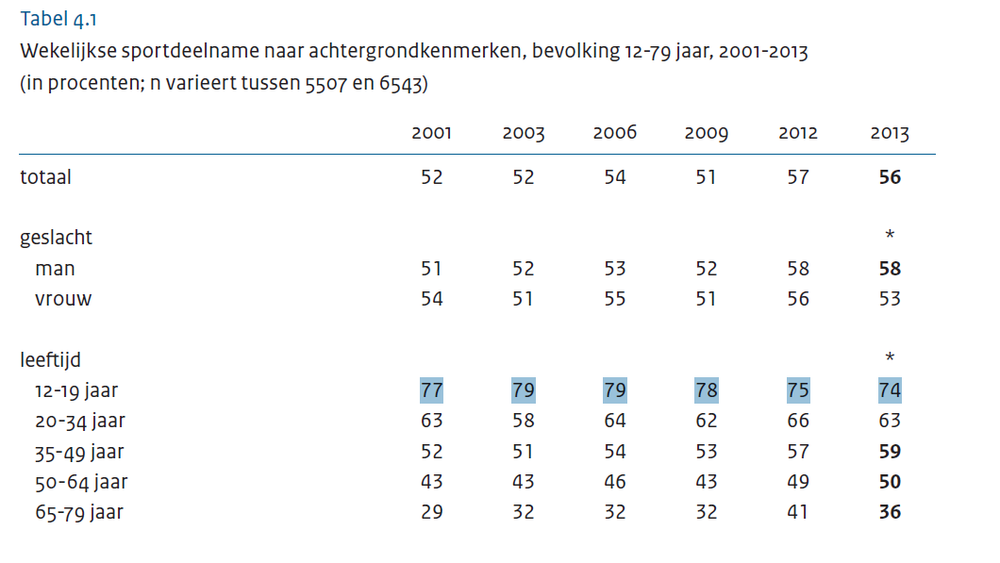 Tabel 4.1
Wekelijkse sportdeelname naar achtergrondkenmerken, bevolking 12-79 jaar, 2001-2013
(in procenten; n varieert tussen 5507 en 6543)
2001 2003 2006 2009 2012 2013
totaal 52 52 54 51 57 56
geslacht *
man 51 52 53 52 58 58
vrouw 54 51 55 51 56 53
leeftijd *
12-19 jaar 77 79 79 78 75 74
20-34 jaar 63 58 64 62 66 63
35-49 jaar 52 51 54 53 57 59
50-64 jaar 43 43 46 43 49 50
65-79 jaar 29 32 32 32 41 36